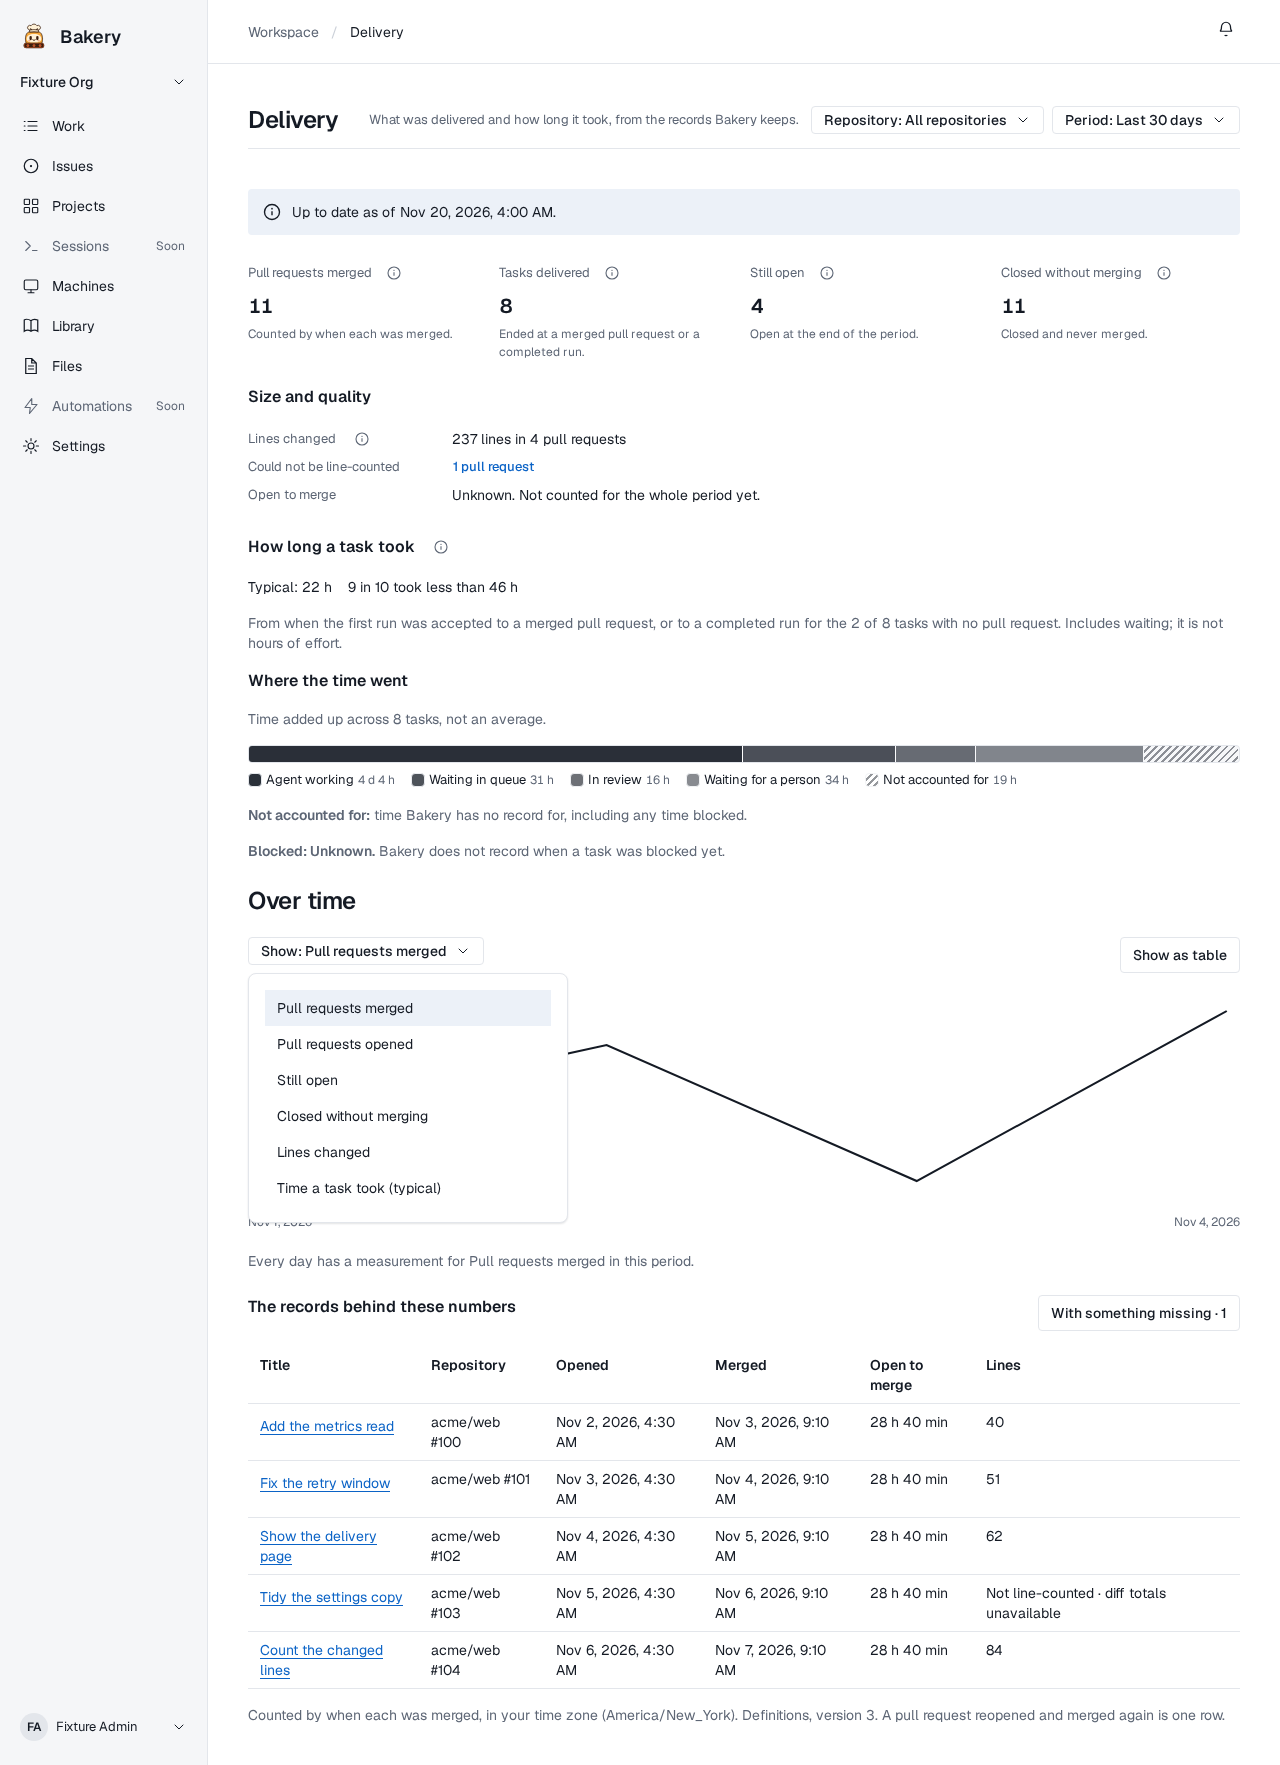 Bakery
Fixture Org
Work
Issues
Projects
Sessions Soon
Machines
Library
Files
Automations Soon
Settings
FA Fixture Admin
Workspace / Delivery
Delivery
What was delivered and how long it took, from the records Bakery keeps.
Repository: All repositories
Period: Last 30 days
Up to date as of Nov 20, 2026, 4:00 AM.
Pull requests merged
11
Counted by when each was merged.
Tasks delivered
8
Ended at a merged pull request or a
completed run.
Still open
4
Open at the end of the period.
Closed without merging
11
Closed and never merged.
Size and quality
Lines changed 237 lines in 4 pull requests
Could not be line-counted 1 pull request
Open to merge Unknown. Not counted for the whole period yet.
How long a task took
Typical: 22 h 9 in 10 took less than 46 h
From when the first run was accepted to a merged pull request, or to a completed run for the 2 of 8 tasks with no pull request. Includes waiting; it is not
hours of effort.
Where the time went
Time added up across 8 tasks, not an average.
Agent working 4 d 4 h Waiting in queue 31 h In review 16 h Waiting for a person 34 h Not accounted for 19 h
Not accounted for: time Bakery has no record for, including any time blocked.
Blocked: Unknown. Bakery does not record when a task was blocked yet.
Over time
Show: Pull requests merged
Show as table
Pull requests merged
Pull requests opened
Still open
Closed without merging
Lines changed
Time a task took (typical)
Nov 4, 2026
Every day has a measurement for Pull requests merged in this period.
The records behind these numbers
With something missing · 1
Title Repository Opened Merged Open to Lines
merge
Add the metrics read acme/web Nov 2, 2026, 4:30 Nov 3, 2026, 9:10 28 h 40 min 40
#100 AM AM
Fix the retry window acme/web #101 Nov 3, 2026, 4:30 Nov 4, 2026, 9:10 28 h 40 min 51
AM AM
Show the delivery acme/web Nov 4, 2026, 4:30 Nov 5, 2026, 9:10 28 h 40 min 62
page #102 AM AM
Tidy the settings copy acme/web Nov 5, 2026, 4:30 Nov 6, 2026, 9:10 28 h 40 min Not line-counted · diff totals
#103 AM AM unavailable
Count the changed acme/web Nov 6, 2026, 4:30 Nov 7, 2026, 9:10 28 h 40 min 84
lines #104 AM AM
Counted by when each was merged, in your time zone (America/New_York). Definitions, version 3. A pull request reopened and merged again is one row.